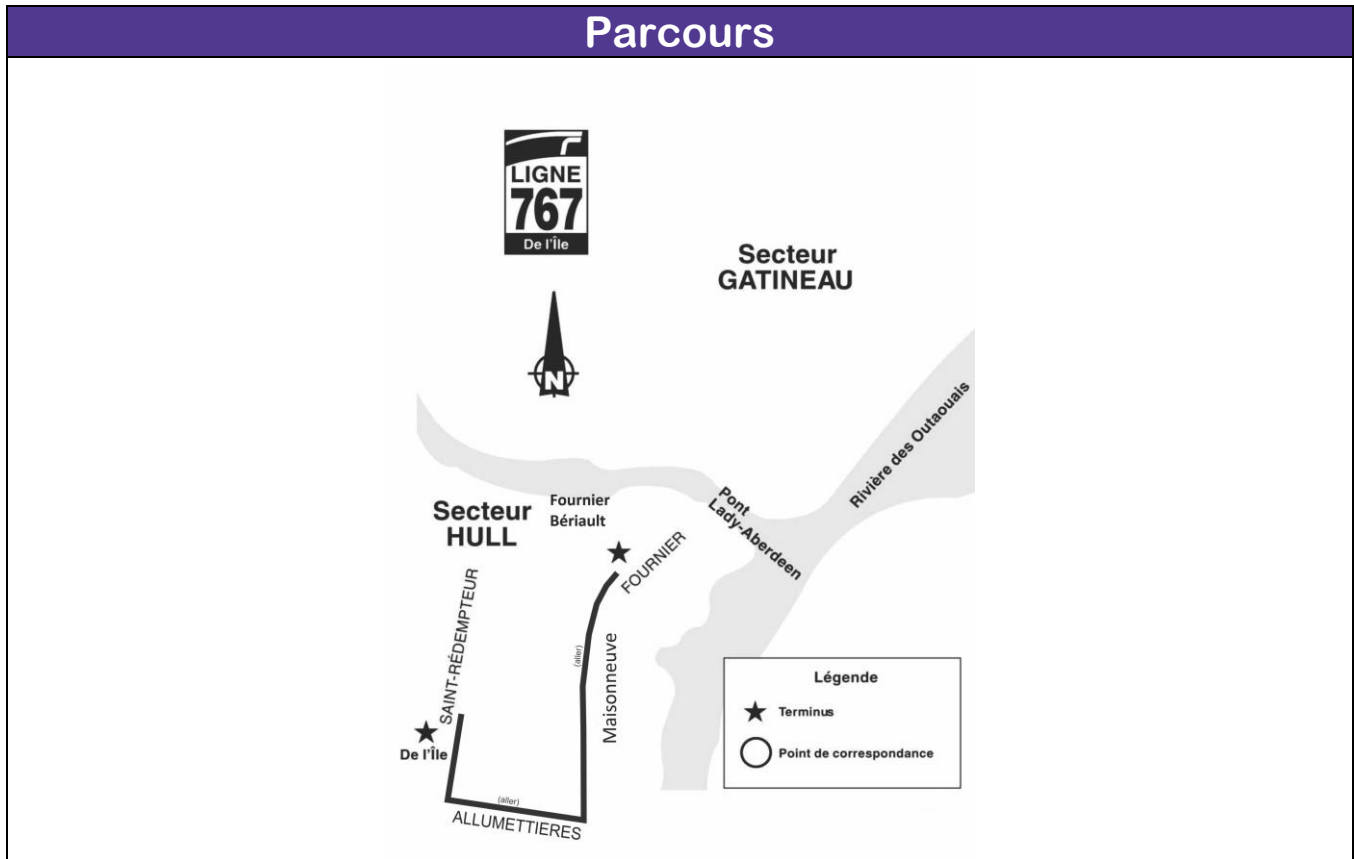 Parcours
LIGNE
767
De l'Île
Secteur
GATINEAU
N
Rivière des Outaouais
Pont
Lady-Aberdeen
Secteur
HULL
Fournier
Bériault
FOURNIER
SAINT-RÉDEMPTEUR
(aller)
Maisonneuve
De l'Île
(aller)
ALLUMETTIERES
Légende
Terminus
Point de correspondance